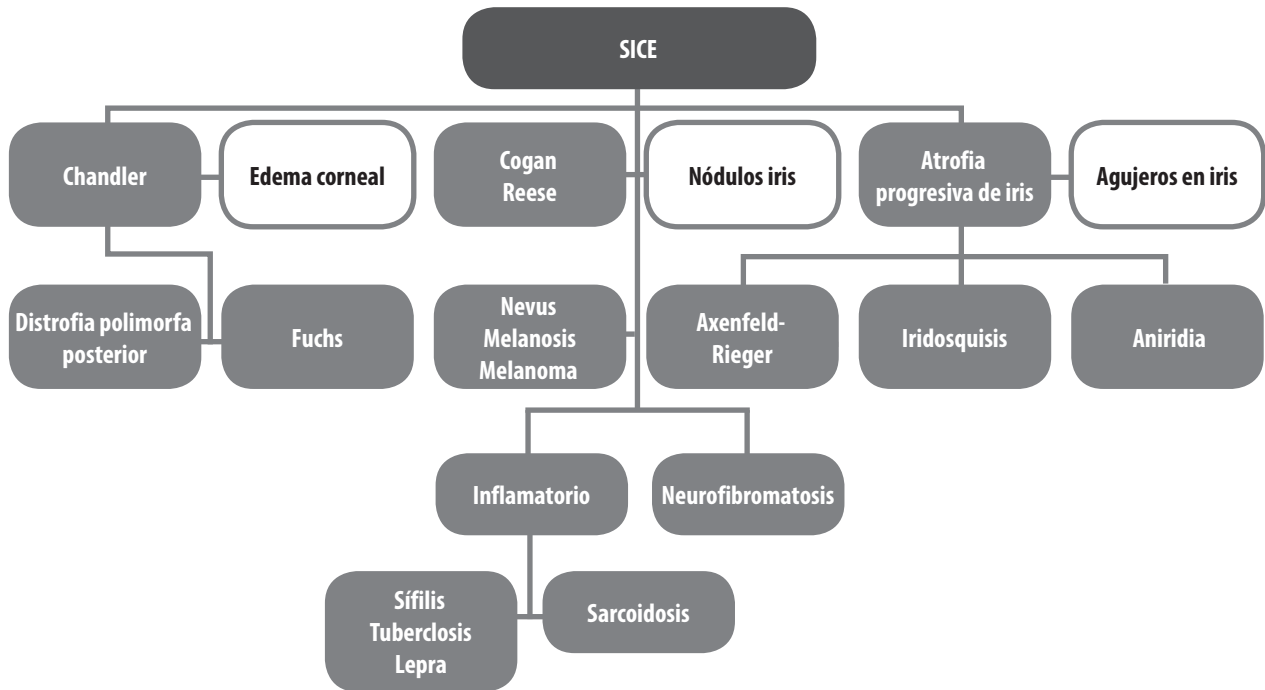 SICE
Chandler
Edema corneal
Cogan
Reese
Nódulos iris
Atrofia
progresiva de iris
Agujeros en iris
Distrofia polimorfa
posterior
Fuchs
Nevus
Melanosis
Melanoma
Axenfeld-
Rieger
Iridosquisis
Aniridia
Inflamatorio
Neurofibromatosis
Sífilis
Tuberclosis
Lepra
Sarcoidosis